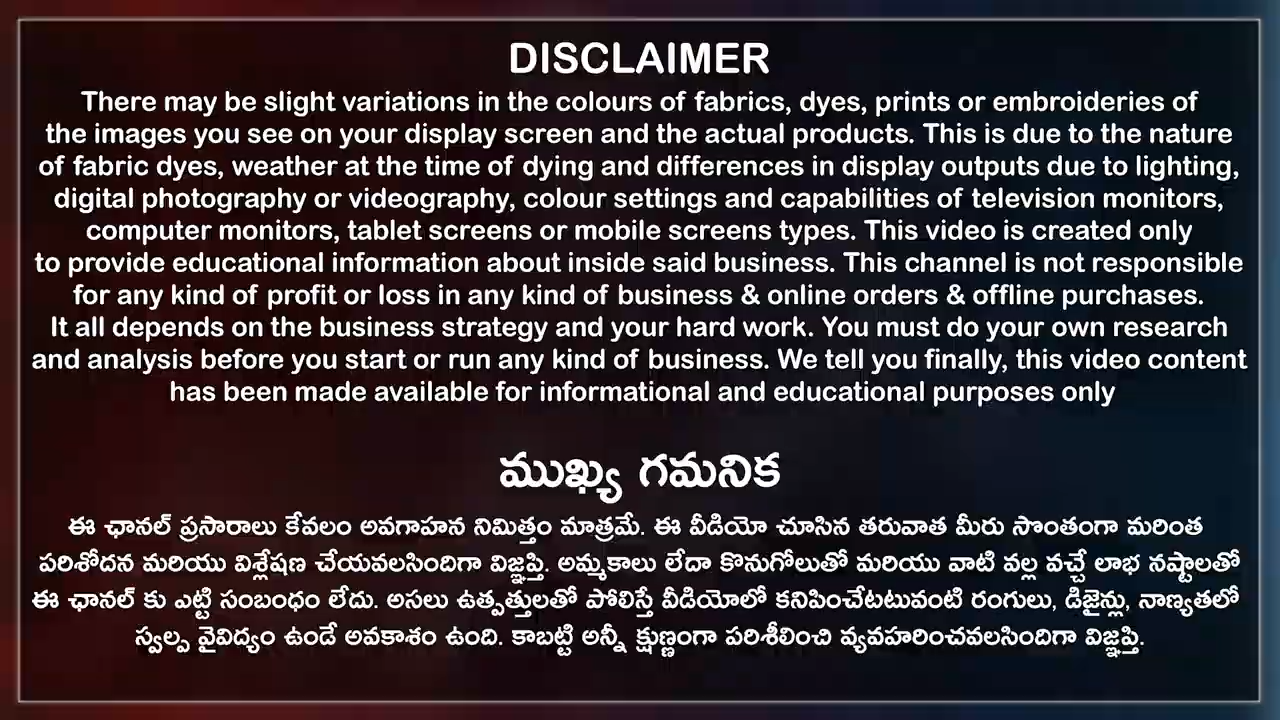 DISCLAIMER
There may be slight variations in the colours of fabrics, dyes, prints or embroideries of
the images you see on your display screen and the actual products. This is due to the nature
of fabric dyes, weather at the time of dying and differences in display outputs due to lighting,
digital photography or videography, colour settings and capabilities of television monitors,
computer monitors, tablet screens or mobile screens types. This video is created only
to provide educational information about inside said business. This channel is not responsible
for any kind of profit or loss in any kind of business & online orders & offline purchases.
It all depends on the business strategy and your hard work. You must do your own research
and analysis before you start or run any kind of business. We tell you finally, this video content
has been made available for informational and educational purposes only
ముఖ్య గమనిక
ఈ ఛానల్ ప్రసారాలు కేవలం అవగాహన నిమిత్తం మాత్రమే. ఈ వీడియో చూసిన తరువాత మీరు సొంతంగా మరింత
పరిశోదన మరియు విశ్లేషణ చేయవలసిందిగా విజ్ఞప్తి. అమ్మకాలు లేదా కొనుగోలుతో మరియు వాటి వల్ల వచ్చే లాభ నష్టాలతో
ఈ ఛానల్ కు ఎట్టి సంబంధం లేదు. అసలు ఉత్పత్తులతో పోలిస్తే వీడియోలో కనిపించేటటువంటి రంగులు, డిజైన్లు, నాణ్యతలో
స్వల్ప వైవిద్యం ఉండే అవకాశం ఉంది. కాబట్టి అన్నీ క్షుణ్ణంగా పరిశీలించి వ్యవహరించవలసిందిగా విజ్ఞప్తి.